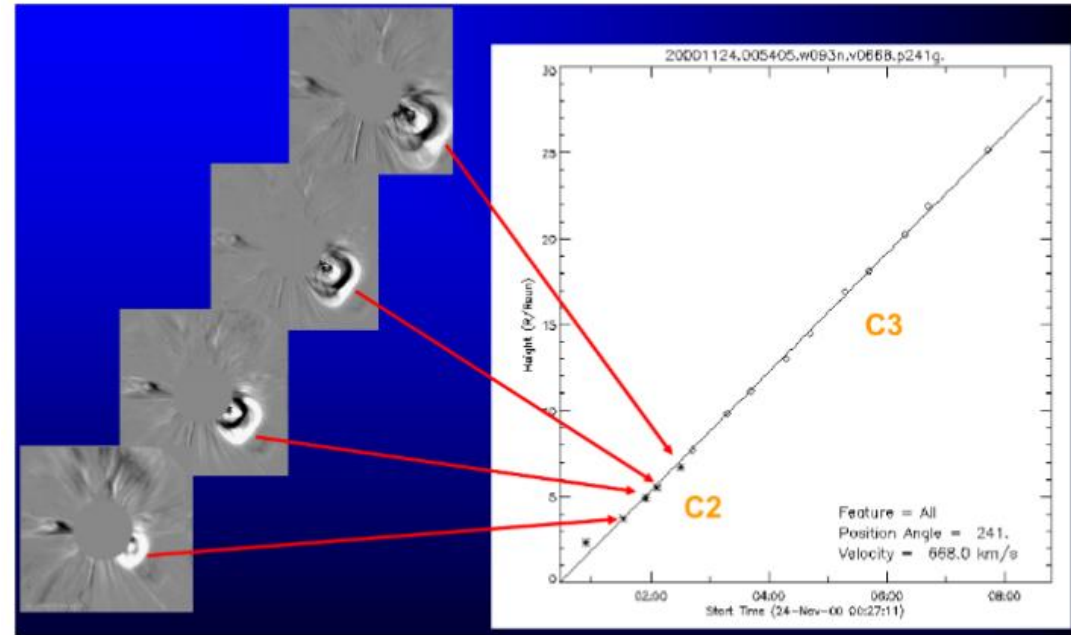 20001124.005405.w093n.v0668.p241g.
30
25
20
15
10
5
0
Height (R/Rsun)
C3
C2
Feature = All
Position Angle = 241.
Velocity = 668.0 km/s
02:00 04:00 06:00 08:00
Start Time (24-Nov-00 00:27:11)